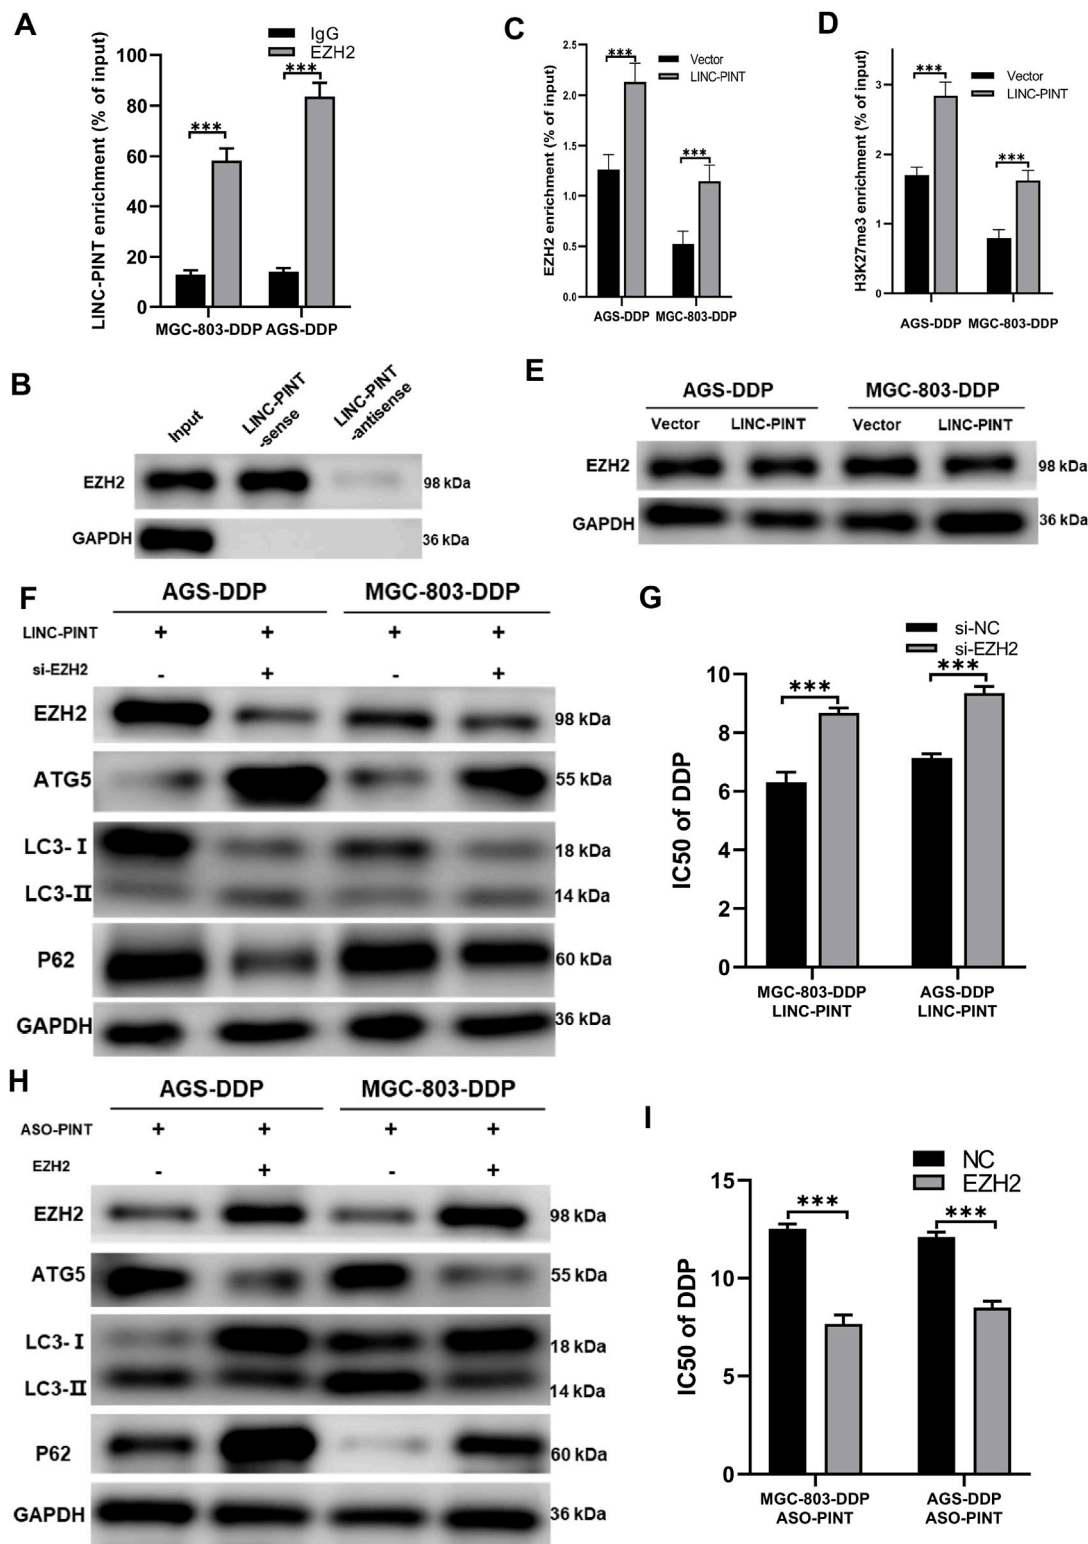 A
IgG
EZH2
LINC-PINT enrichment (% of input)
100
80
60
40
20
0
***
***
MGC-803-DDP AGS-DDP
C
Vector
LINC-PINT
EZH2 enrichment (% of input)
2.5
2.0
1.5
1.0
0.5
0.0
***
***
AGS-DDP MGC-803-DDP
D
Vector
LINC-PINT
H3K27me3 enrichment (% of input)
3
2
1
0
***
***
AGS-DDP MGC-803-DDP
B
Input
LINC-PINT
-sense
LINC-PINT
-antisense
EZH2 98 kDa
GAPDH 36 kDa
E
AGS-DDP MGC-803-DDP
Vector LINC-PINT Vector LINC-PINT
EZH2 98 kDa
GAPDH 36 kDa
F
AGS-DDP MGC-803-DDP
LINC-PINT + + + +
si-EZH2 - + - +
EZH2 98 kDa
ATG5 55 kDa
LC3-Ⅰ 18 kDa
LC3-Ⅱ 14 kDa
P62 60 kDa
GAPDH 36 kDa
G
si-NC
si-EZH2
IC50 of DDP
10
8
6
4
2
0
***
***
MGC-803-DDP AGS-DDP
LINC-PINT LINC-PINT
H
AGS-DDP MGC-803-DDP
ASO-PINT + + + +
EZH2 - + - +
EZH2 98 kDa
ATG5 55 kDa
LC3-Ⅰ 18 kDa
LC3-Ⅱ 14 kDa
P62 60 kDa
GAPDH 36 kDa
I
NC
EZH2
IC50 of DDP
15
10
5
0
***
***
MGC-803-DDP AGS-DDP
ASO-PINT ASO-PINT